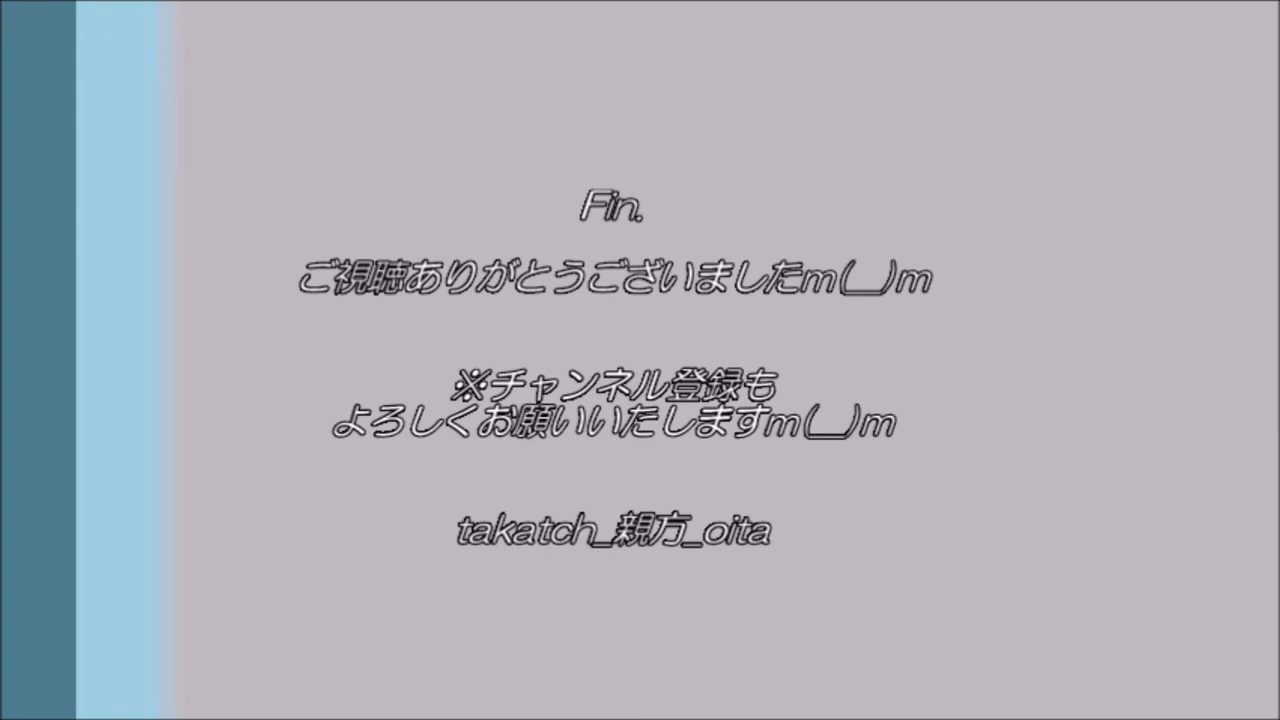 Fin.
ご視聴ありがとうございましたm(__)m
※チャンネル登録も
よろしくお願いいたしますm(__)m
takatch_親方_oita